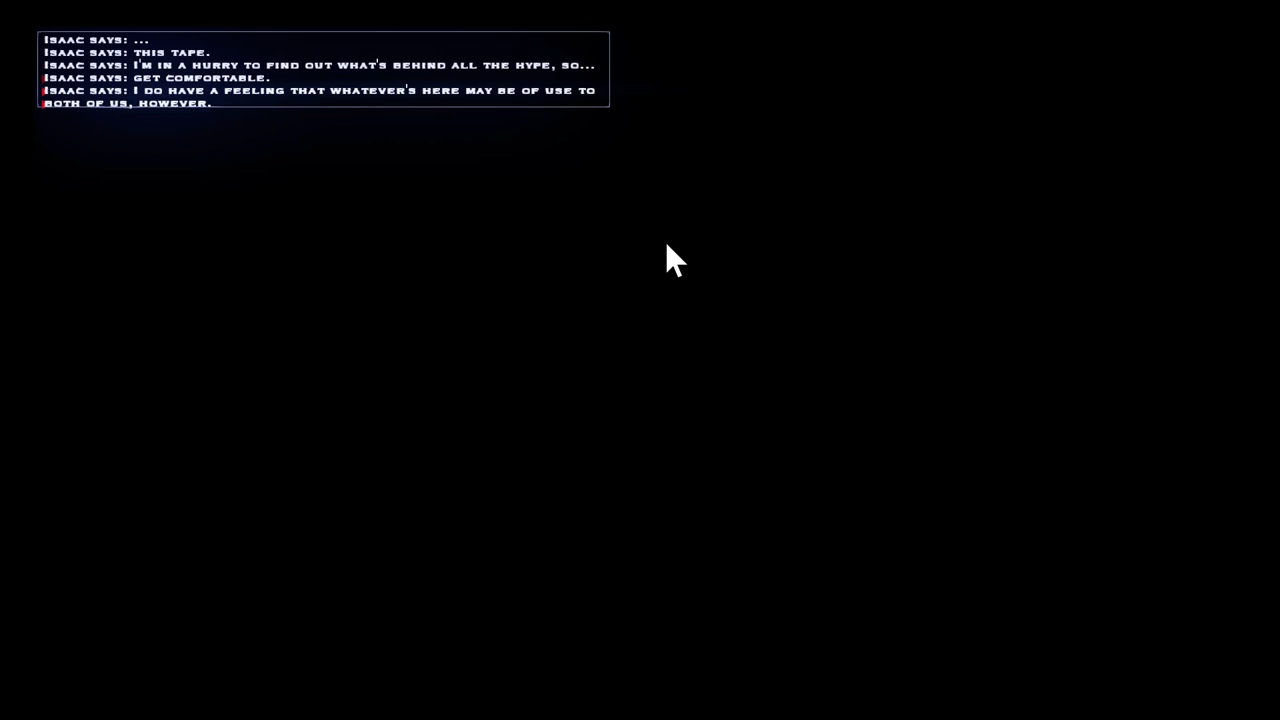 Isaac says: ...
Isaac says: this tape.
Isaac says: I'm in a hurry to find out what's behind all the hype, so...
Isaac says: get comfortable.
Isaac says: I do have a feeling that whatever's here may be of use to
both of us, however.